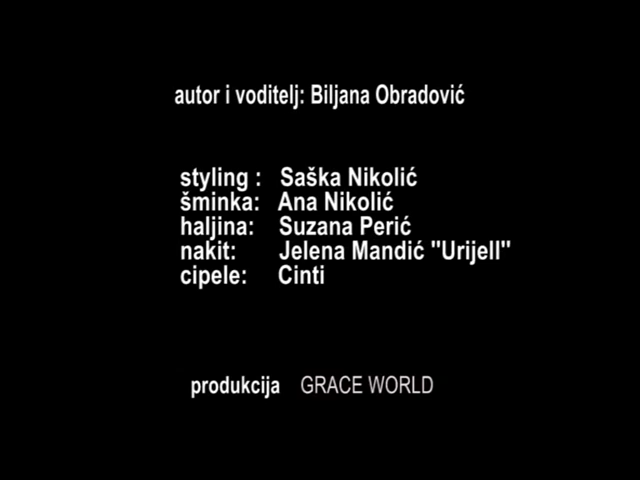 autor i voditelj: Biljana Obradović
styling : Saška Nikolić
šminka: Ana Nikolić
haljina: Suzana Perić
nakit: Jelena Mandić "Urijell"
cipele: Cinti
produkcija GRACE WORLD